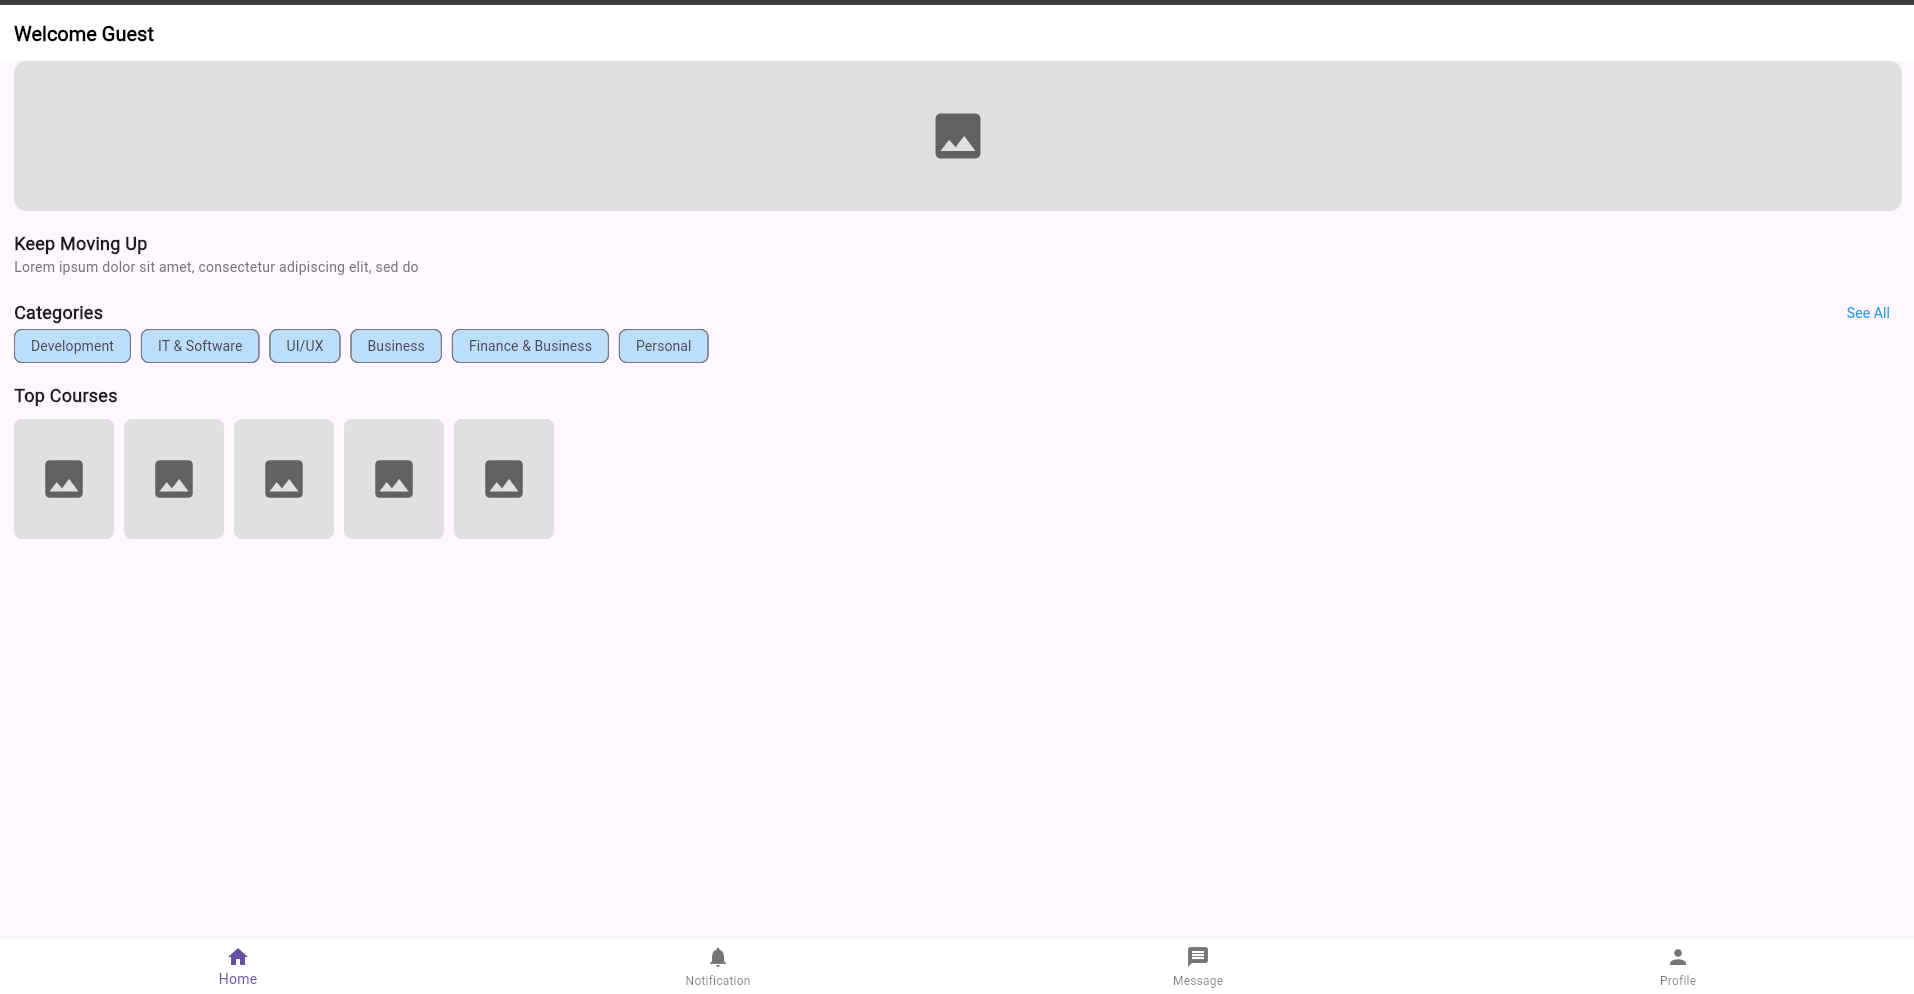 Welcome Guest
Keep Moving Up
Lorem ipsum dolor sit amet, consectetur adipiscing elit, sed do
Categories See All
Development IT & Software UI/UX Business Finance & Business Personal
Top Courses
Home Notification Message Profile